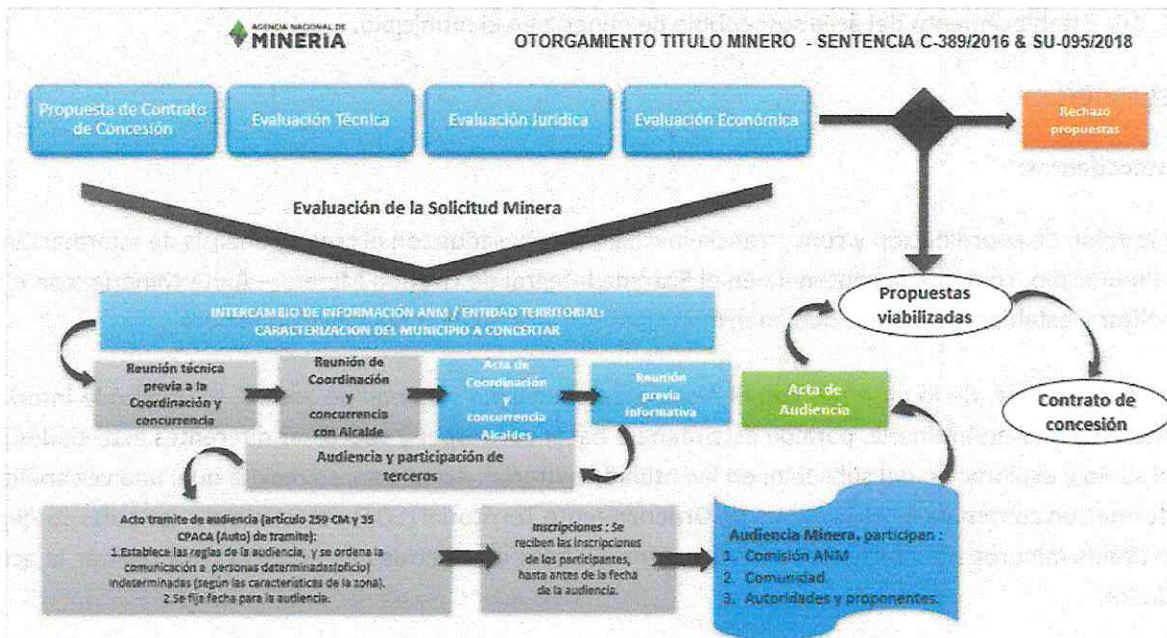 AGENCIA NACIONAL DE
MINERÍA
OTORGAMIENTO TITULO MINERO - SENTENCIA C-389/2016 & SU-095/2018
Propuesta de Contrato
de Concesión
Evaluación Técnica
Evaluación Jurídica
Evaluación Económica
Rechazo
propuestas
Evaluación de la Solicitud Minera
INTERCAMBIO DE INFORMACIÓN ANM / ENTIDAD TERRITORIAL:
CARACTERIZACIÓN DEL MUNICIPIO A CONCERTAR
Propuestas
viabilizadas
Reunión técnica
previa a la
Coordinación y
concurrencia
Reunión de
Coordinación
y
concurrencia
con Alcalde.
Acta de
Coordinación
y
concurrencia
Alcaldes
Reunión
previa
informativa
Acta de
Audiencia
Contrato de
concesión
Audiencia y participación de
terceros
Acto tramite de audiencia (artículo 259 CM y 35
CPACA (Auto) de tramite):
1.Establece las reglas de la audiencia, y se ordena la
comunicación a personas determinadas(oficio)
indeterminadas (según las características de la zona).
2.Se fija fecha para la audiencia.
Inscripciones : Se
reciben las inscripciones
de los participantes,
hasta antes de la fecha
de la audiencia.
Audiencia Minera, participan :
1. Comisión ANM
2. Comunidad.
3. Autoridades y proponentes.